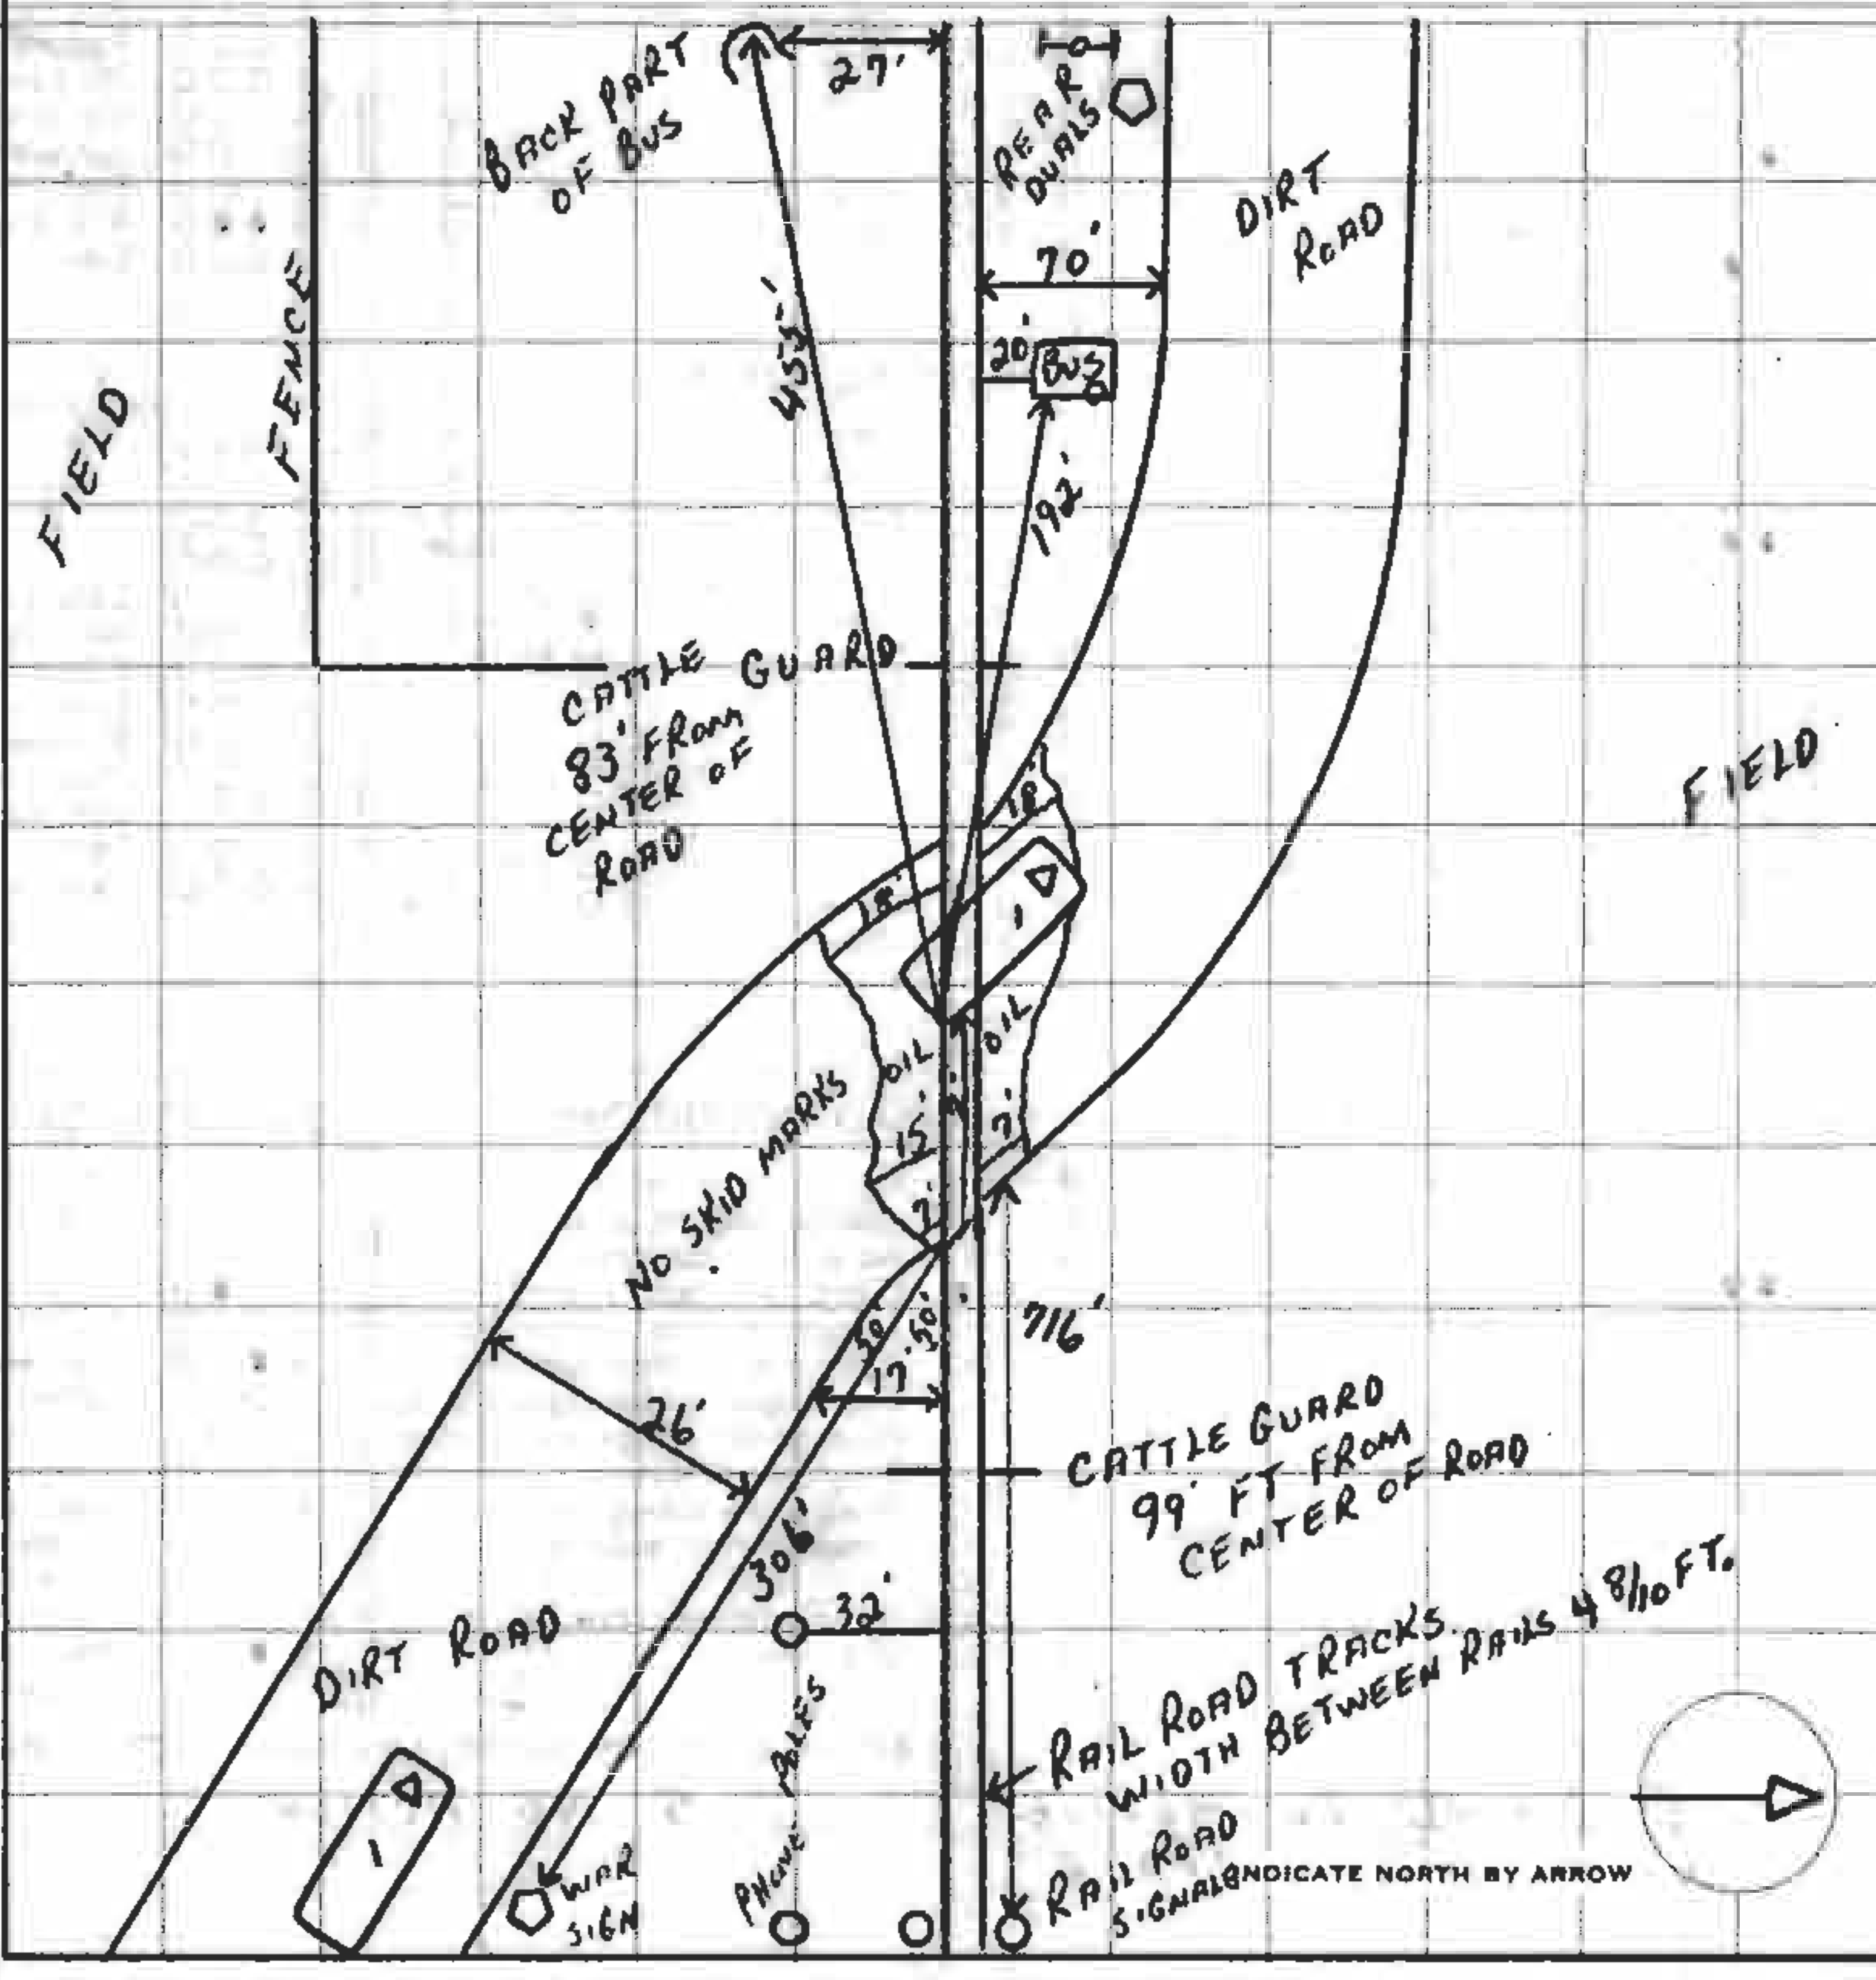 BACK PART
OF BUS
27'
REAR
DUALS
DIRT
ROAD
70'
455'
20'
BUS
FENCE
FIELD
192'
CATTLE GUARD
83' FROM
CENTER OF
ROAD
18'
FIELD
18'
1
OIL
OIL
NO SKID MARKS
15'
7'
7'
50'
50'
17'
716'
26'
CATTLE GUARD
99' FT FROM
CENTER OF ROAD
306'
32'
DIRT ROAD
RAIL ROAD TRACKS
WIDTH BETWEEN RAILS 4 8/10 FT.
PHONE POLES
1
WAR
SIGN
RAIL ROAD
SIGNALS
INDICATE NORTH BY ARROW